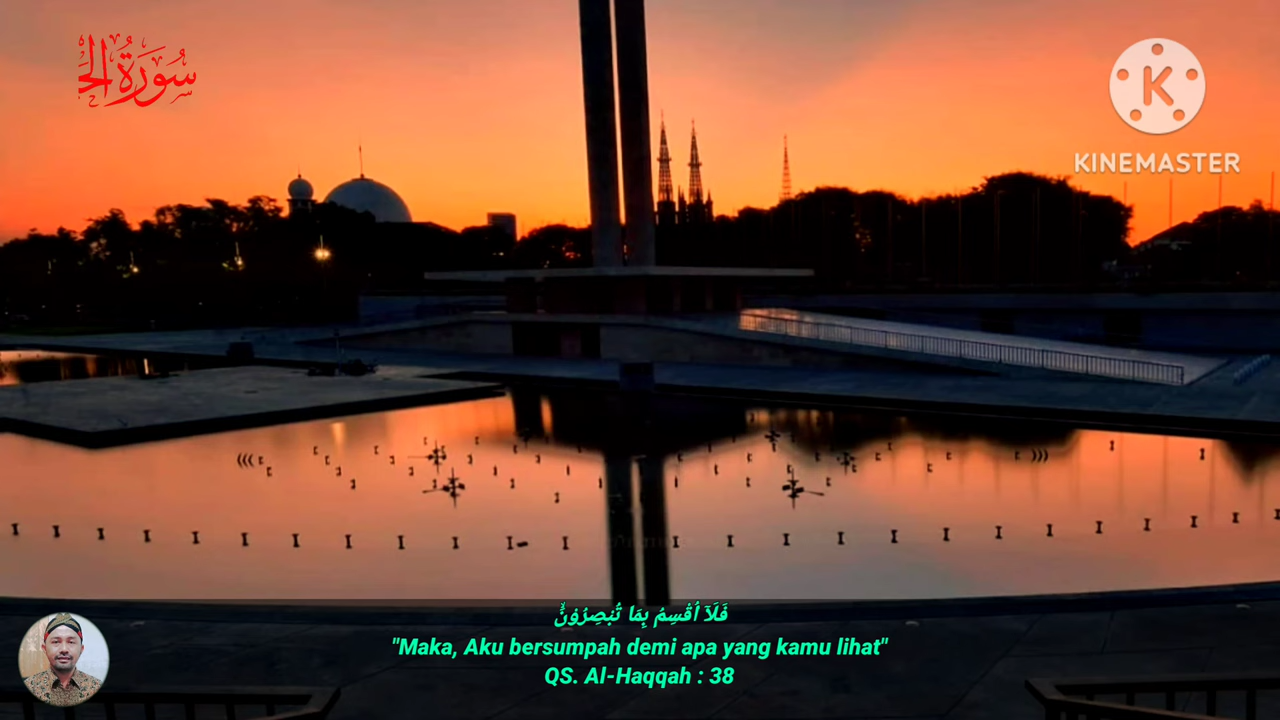 سُورَةُ الحَ
KINEMASTER
فَلَآ اُقْسِمُ بِمَا تُبْصِرُوْنَۙ
"Maka, Aku bersumpah demi apa yang kamu lihat"
QS. Al-Haqqah : 38